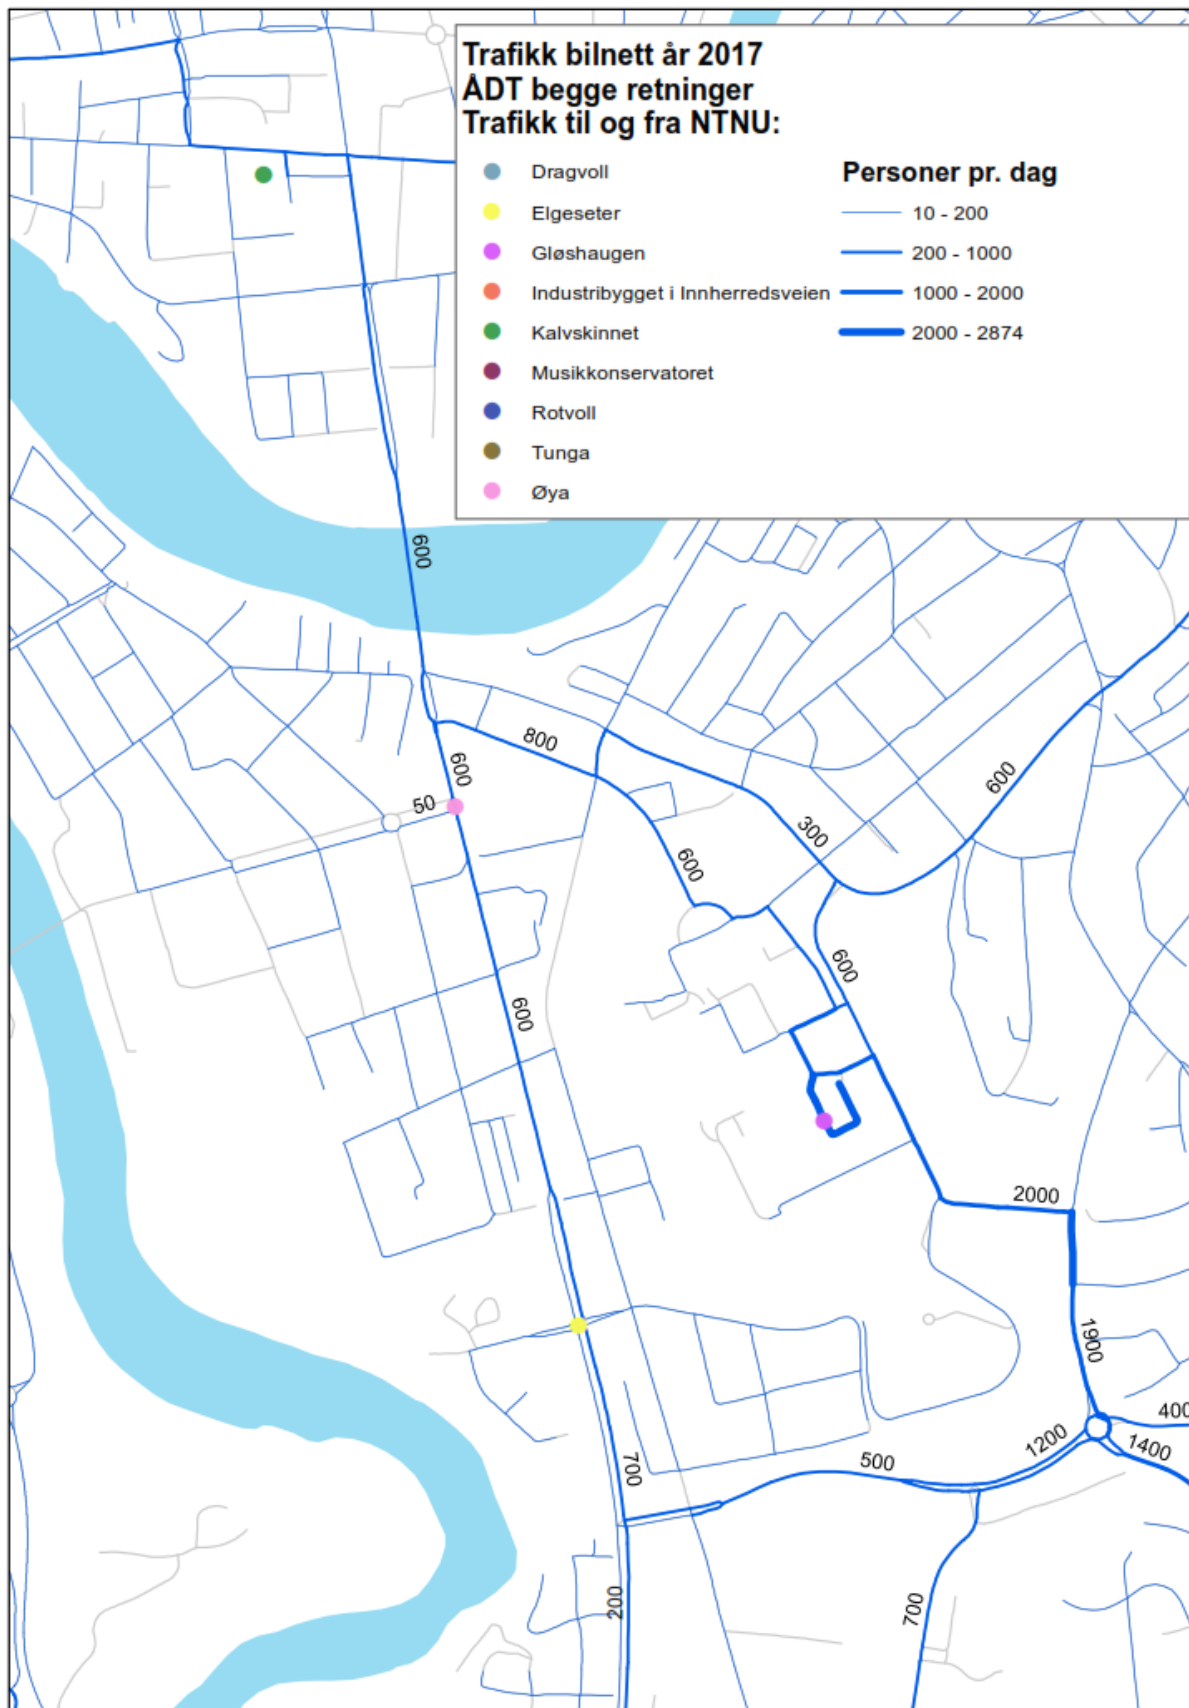 Trafikk bilnett år 2017
ÅDT begge retninger
Trafikk til og fra NTNU:
Dragvoll
Elgeseter
Gløshaugen
Industribygget i Innherredsveien
Kalvskinnet
Musikkonservatoret
Rotvoll
Tunga
Øya
Personer pr. dag
10 - 200
200 - 1000
1000 - 2000
2000 - 2874
600
800
600
50
600
300
600
600
600
2000
1900
400
1200
1400
500
700
200
700